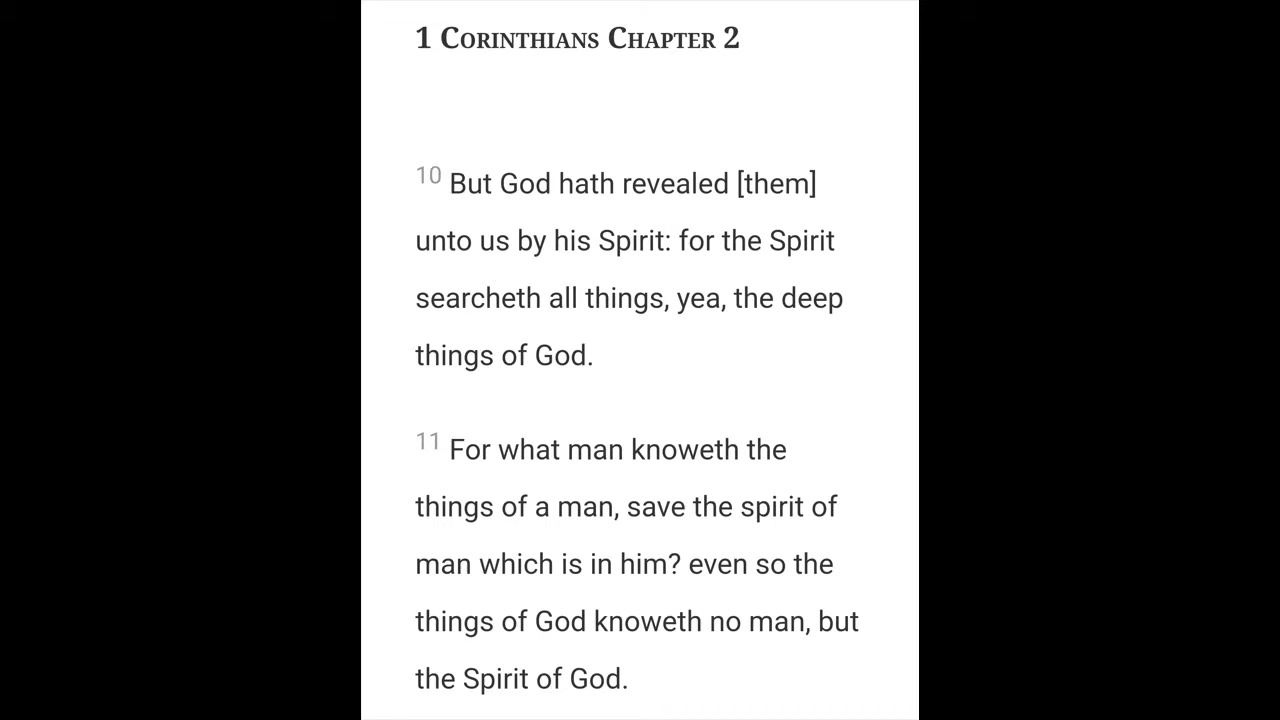 1 Corinthians Chapter 2
10 But God hath revealed [them]
unto us by his Spirit: for the Spirit
searcheth all things, yea, the deep
things of God.
11 For what man knoweth the
things of a man, save the spirit of
man which is in him? even so the
things of God knoweth no man, but
the Spirit of God.